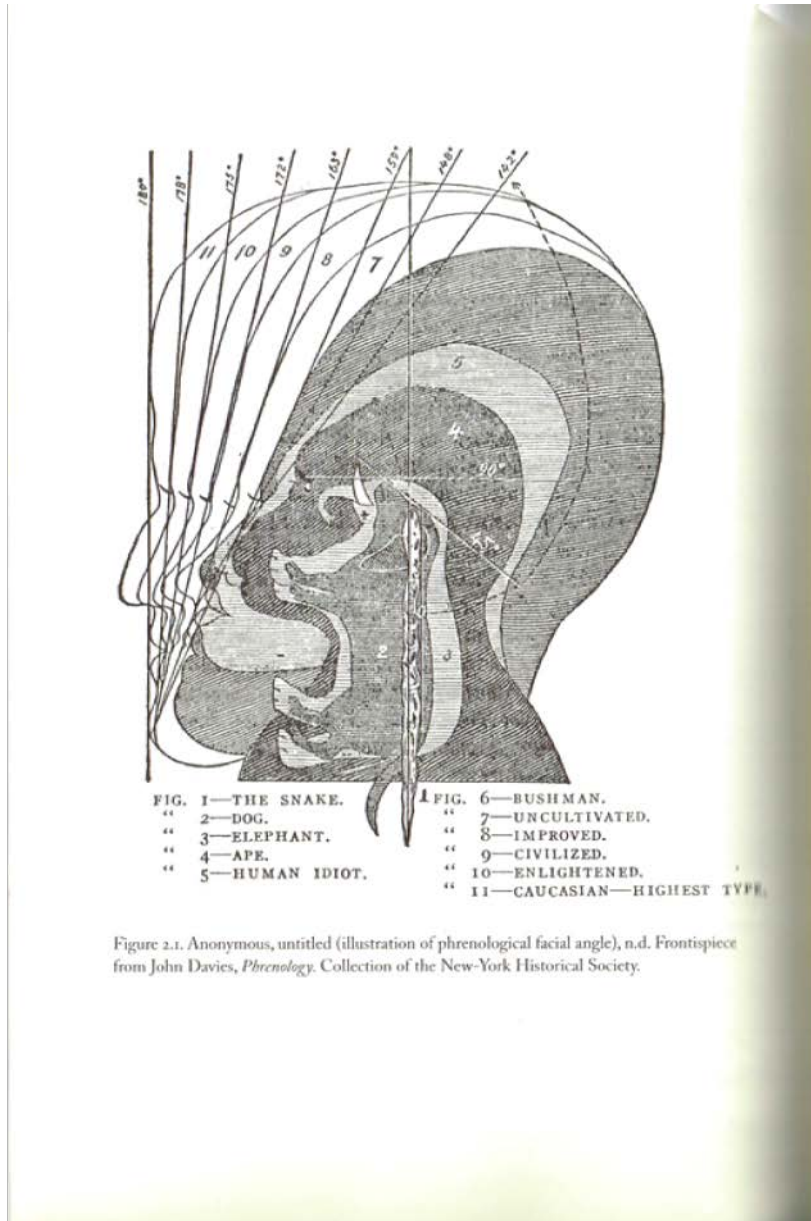 180° 178° 175° 172° 163° 159° 148° 142°
11 10 9 8 7
5
4
90°
2 3
FIG. 1—THE SNAKE.
“ 2—DOG.
“ 3—ELEPHANT.
“ 4—APE.
“ 5—HUMAN IDIOT.
1
FIG. 6—BUSHMAN.
“ 7—UNCULTIVATED.
“ 8—IMPROVED.
“ 9—CIVILIZED.
“ 10—ENLIGHTENED.
“ 11—CAUCASIAN—HIGHEST TYPE.
Figure 2.1. Anonymous, untitled (illustration of phrenological facial angle), n.d. Frontispiece
from John Davies, Phrenology. Collection of the New-York Historical Society.